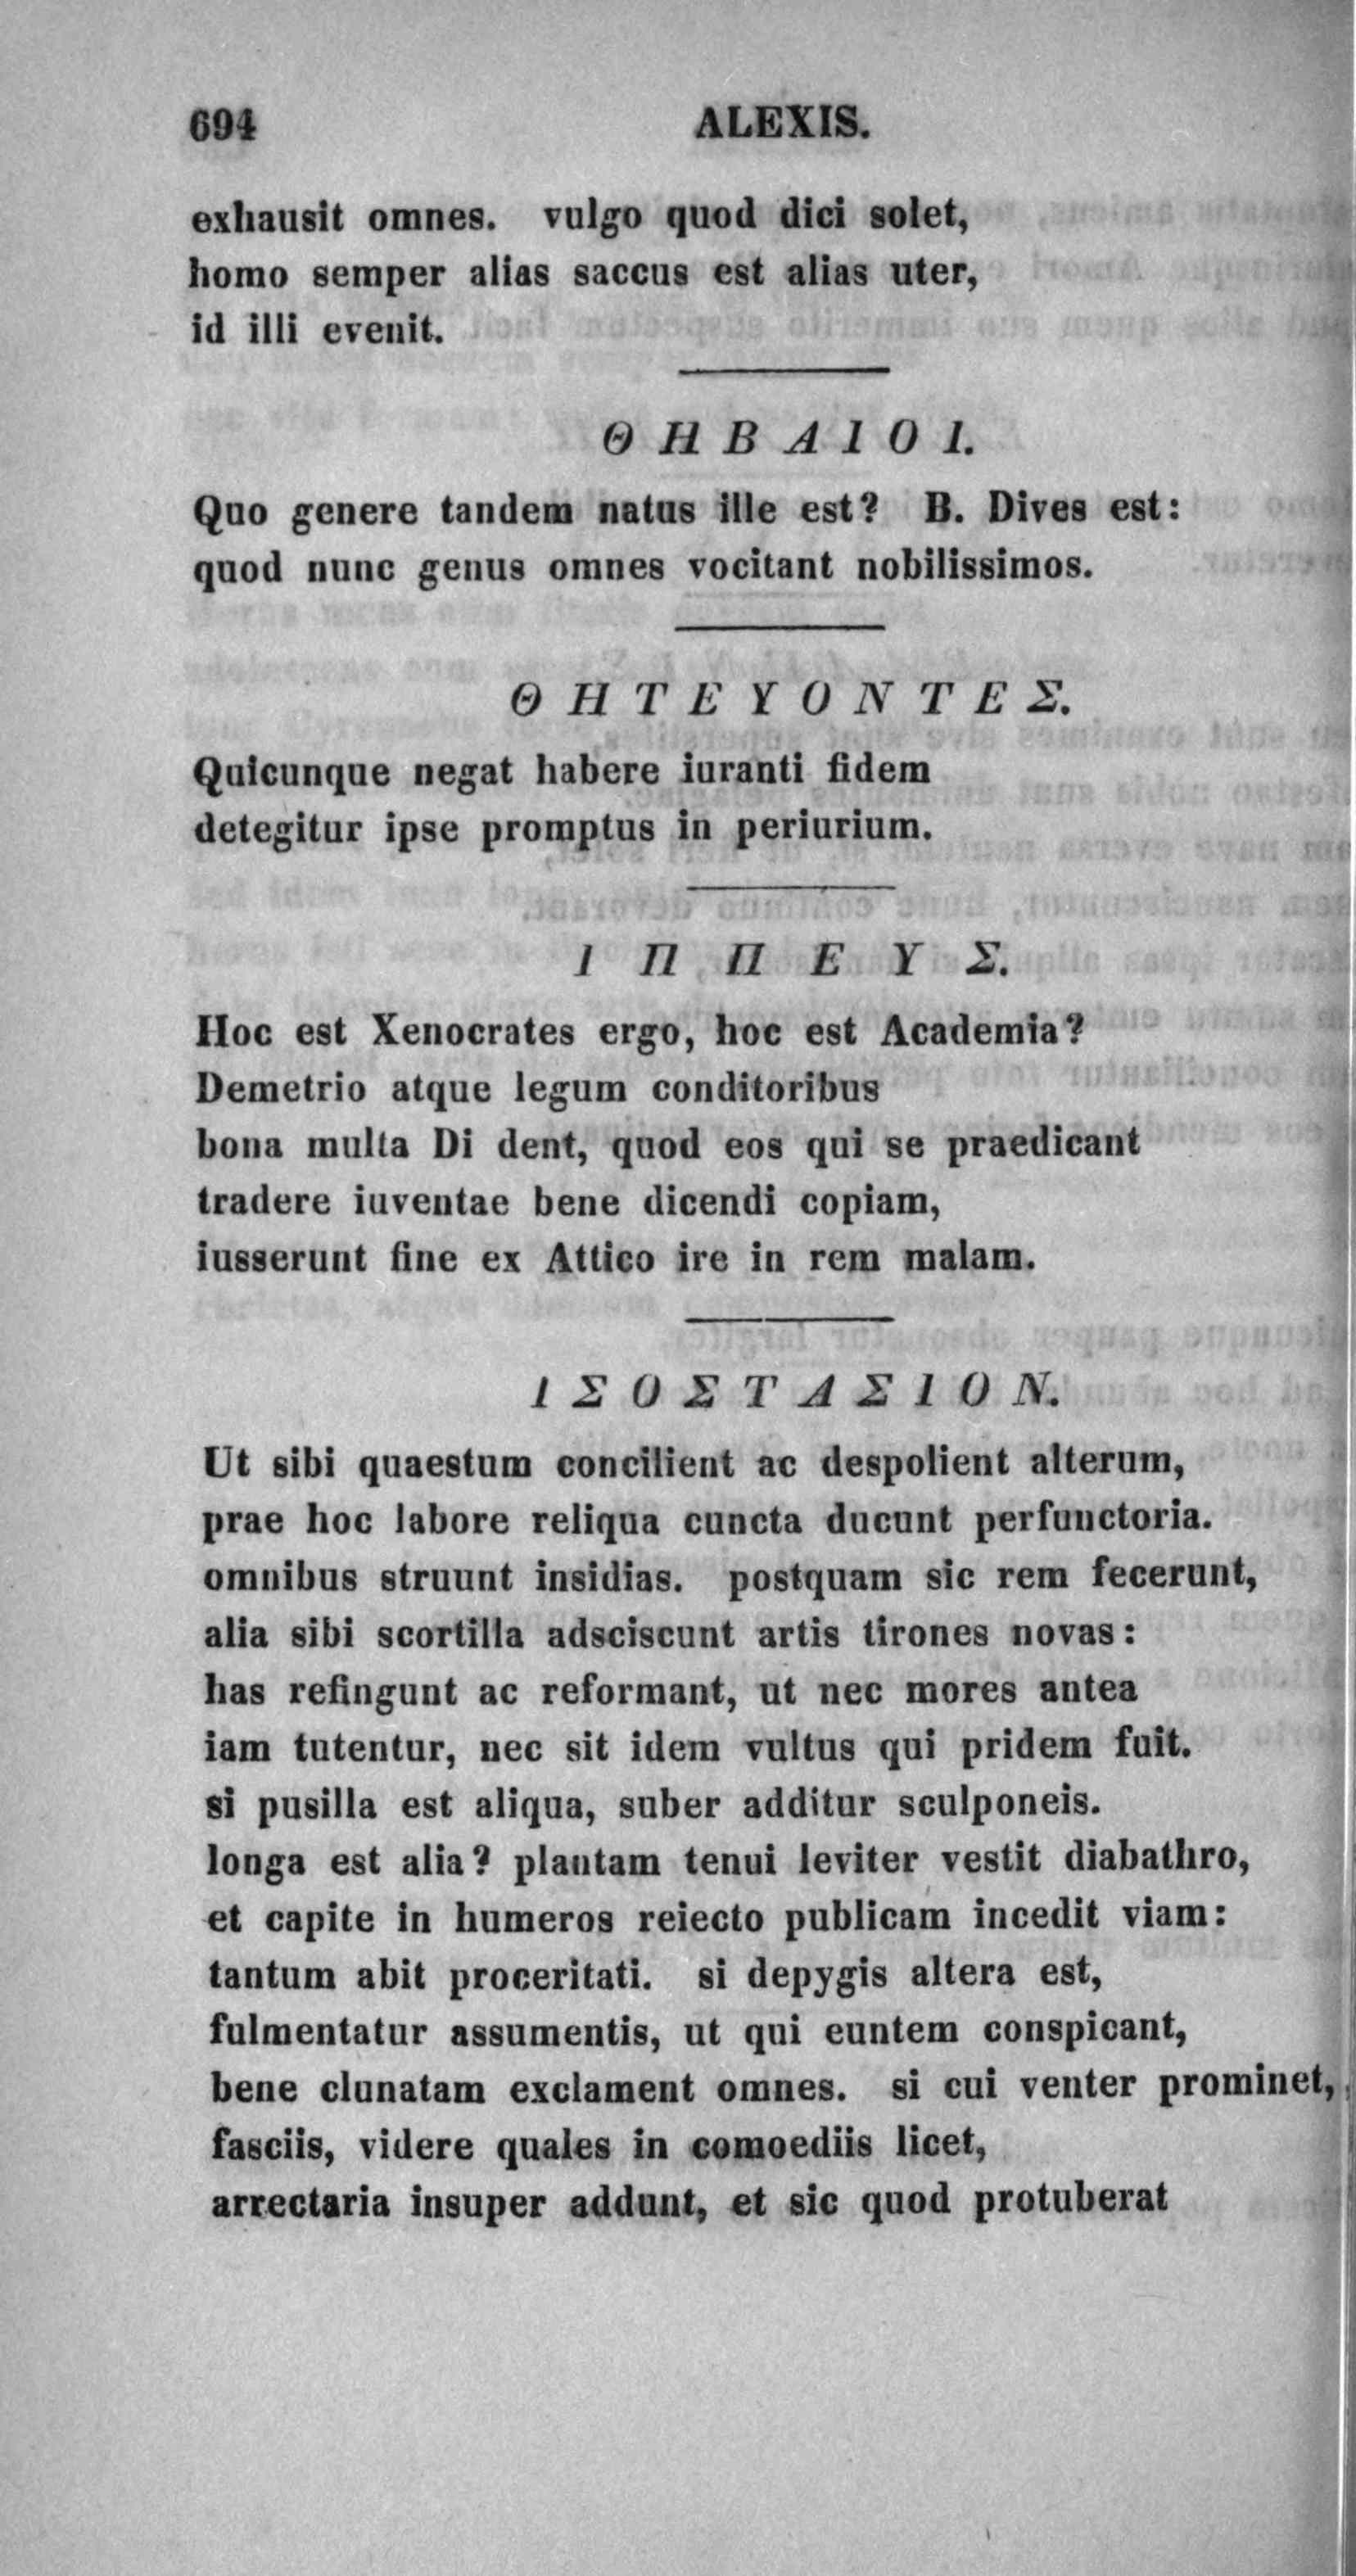 694 ALEXIS.
exhausit omnes. vulgo quod dici solet,
homo semper alias saccus est alias uter,
id illi evenit.
ΘΗΒΑΙΟΙ.
Quo genere tandem natus ille est? B. Dives est:
quod nunc genus omnes vocitant nobilissimos.
ΘΗΤΕΥΟΝΤΕΣ.
Quicunque negat habere iuranti fidem
detegitur ipse promptus in periurium.
ΙΠΠΕΥΣ.
Hoc est Xenocrates ergo, hoc est Academia?
Demetrio atque legum conditoribus
bona multa Di dent, quod eos qui se praedicant
tradere iuventae bene dicendi copiam,
iusserunt fine ex Attico ire in rem malam.
ΙΣΟΣΤΑΣΙΟΝ.
Ut sibi quaestum concilient ac despolient alterum,
prae hoc labore reliqua cuncta ducunt perfunctoria.
omnibus struunt insidias. postquam sic rem fecerunt,
alia sibi scortilla adsciscunt artis tirones novas:
has refingunt ac reformant, ut nec mores antea
iam tutentur, nec sit idem vultus qui pridem fuit.
si pusilla est aliqua, suber additur sculponeis.
longa est alia? plantam tenui leviter vestit diabathro,
et capite in humeros reiecto publicam incedit viam:
tantum abit proceritati. si depygis altera est,
fulmentatur assumentis, ut qui euntem conspicant,
bene clunatam exclament omnes. si cui venter prominet,
fasciis, videre quales in comoediis licet,
arrectaria insuper addunt, et sic quod protuberat